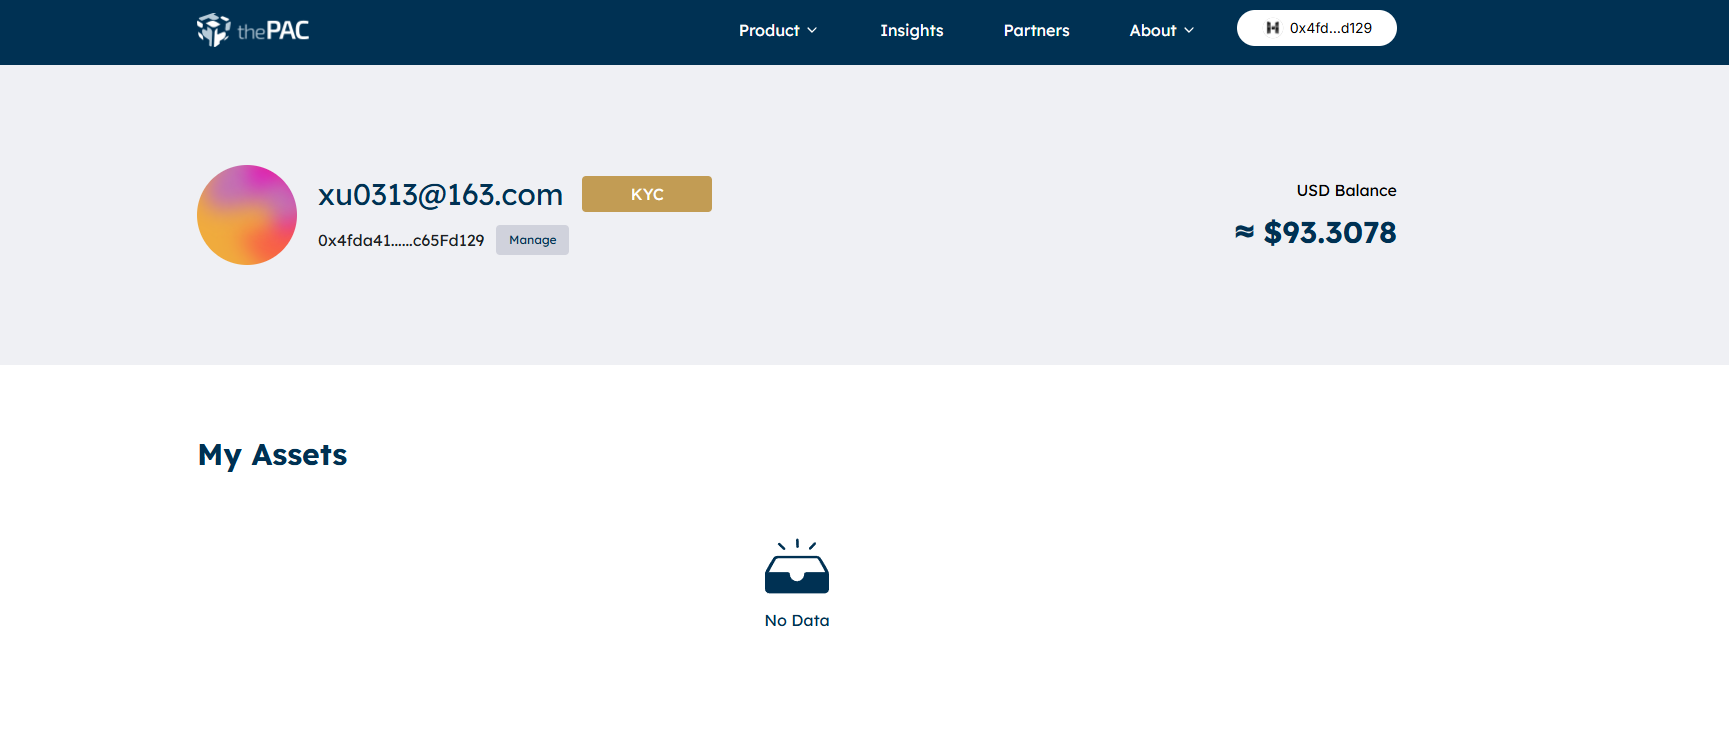 thePAC
Product
Insights
Partners
About
0x4fd...d129
xu0313@163.com
KYC
0x4fda41......c65Fd129
Manage
USD Balance
≈ $93.3078
My Assets
No Data